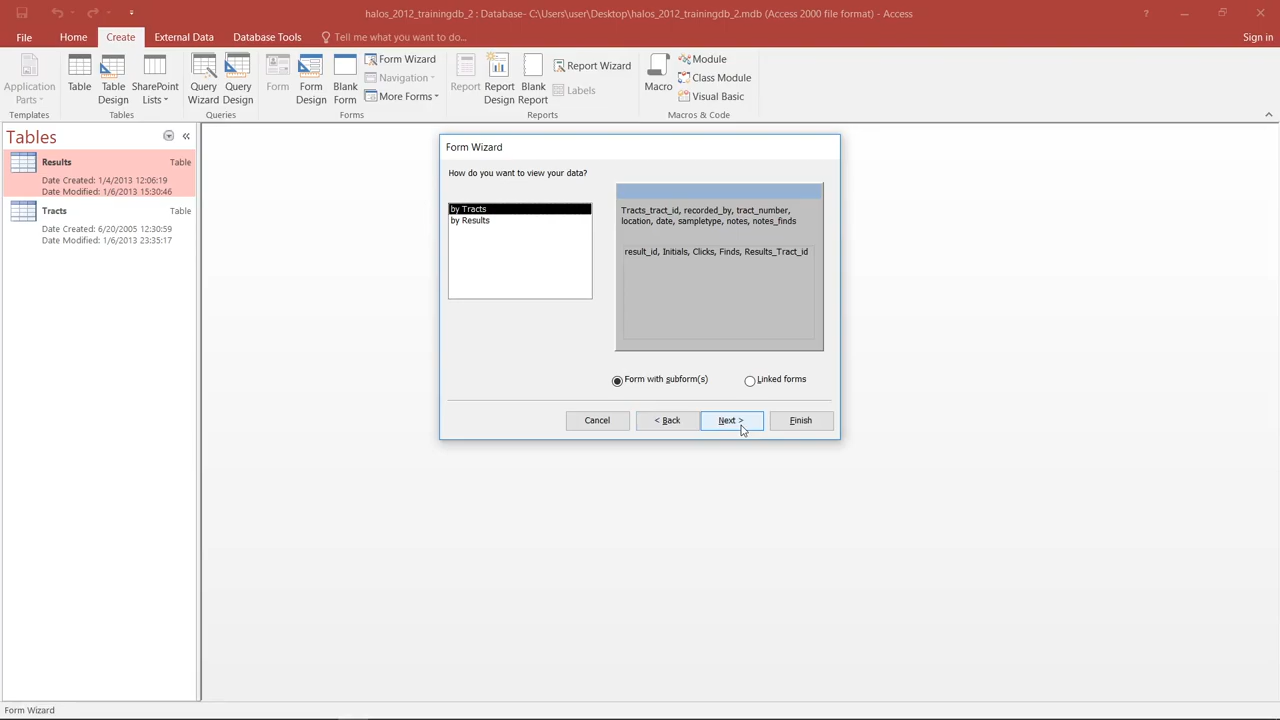 halos_2012_trainingdb_2 : Database- C:\Users\user\Desktop\halos_2012_trainingdb_2.mdb (Access 2000 file format) - Access
?
File
Home
Create
External Data
Database Tools
Tell me what you want to do...
Sign in
Application Parts
Table
Table Design
SharePoint Lists
Query Wizard
Query Design
Form
Form Design
Blank Form
Form Wizard
Navigation
More Forms
Report
Report Design
Blank Report
Report Wizard
Labels
Macro
Module
Class Module
Visual Basic
Templates
Tables
Queries
Forms
Reports
Macros & Code
Tables
«
Results
Table
Date Created: 1/4/2013 12:06:19
Date Modified: 1/6/2013 15:30:46
Tracts
Table
Date Created: 6/20/2005 12:30:59
Date Modified: 1/6/2013 23:35:17
Form Wizard
How do you want to view your data?
by Tracts
by Results
Tracts_tract_id, recorded_by, tract_number,
location, date, sampletype, notes, notes_finds
result_id, Initials, Clicks, Finds, Results_Tract_id
Form with subform(s)
Linked forms
Cancel
< Back
Next >
Finish
Form Wizard